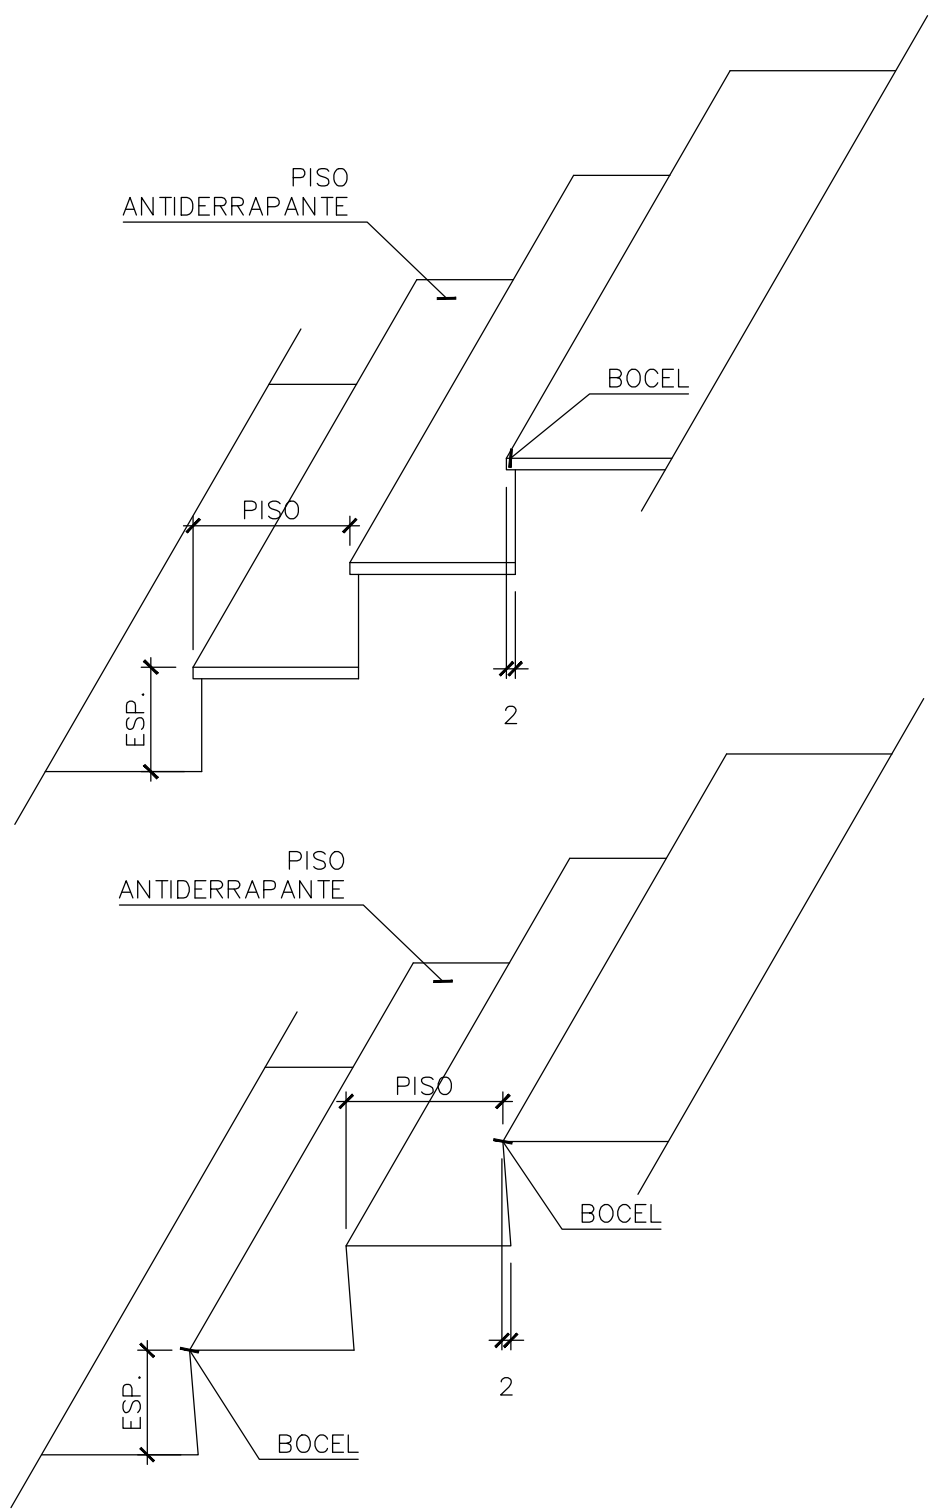 PISO
ANTIDERRAPANTE
BOCEL
PISO
ESP.
2
PISO
ANTIDERRAPANTE
PISO
BOCEL
2
ESP.
BOCEL